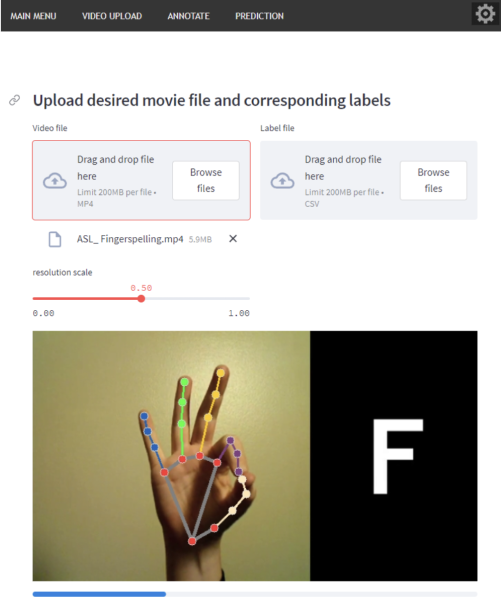 MAIN MENU VIDEO UPLOAD ANNOTATE PREDICTION
Upload desired movie file and corresponding labels
Video file
Drag and drop file
here
Limit 200MB per file •
MP4
Browse
files
Label file
Drag and drop file
here
Limit 200MB per file •
CSV
Browse
files
ASL_ Fingerspelling.mp4 5.9MB
resolution scale
0.50
0.00 1.00
F